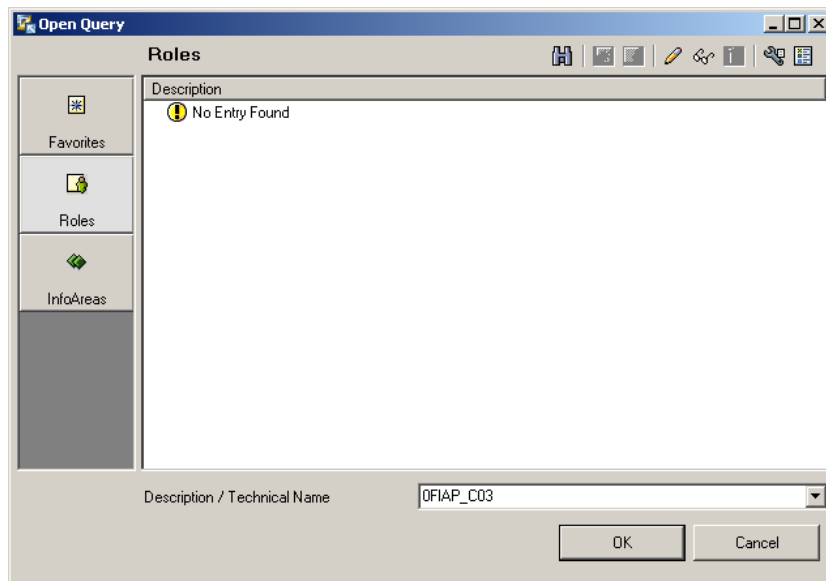 Open Query
Roles
Description
No Entry Found
Favorites
Roles
InfoAreas
Description / Technical Name
0FIAP_C03
OK
Cancel